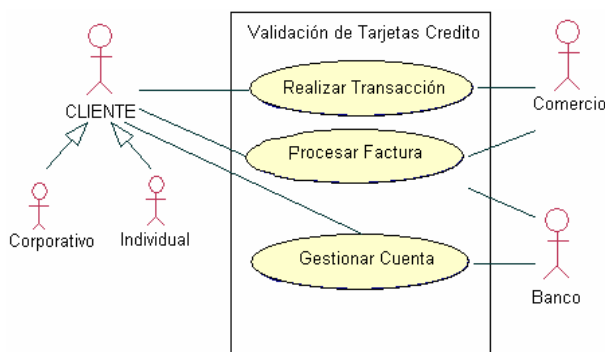 Validación de Tarjetas Credito
Realizar Transacción
CLIENTE
Comercio
Procesar Factura
Corporativo
Individual
Gestionar Cuenta
Banco